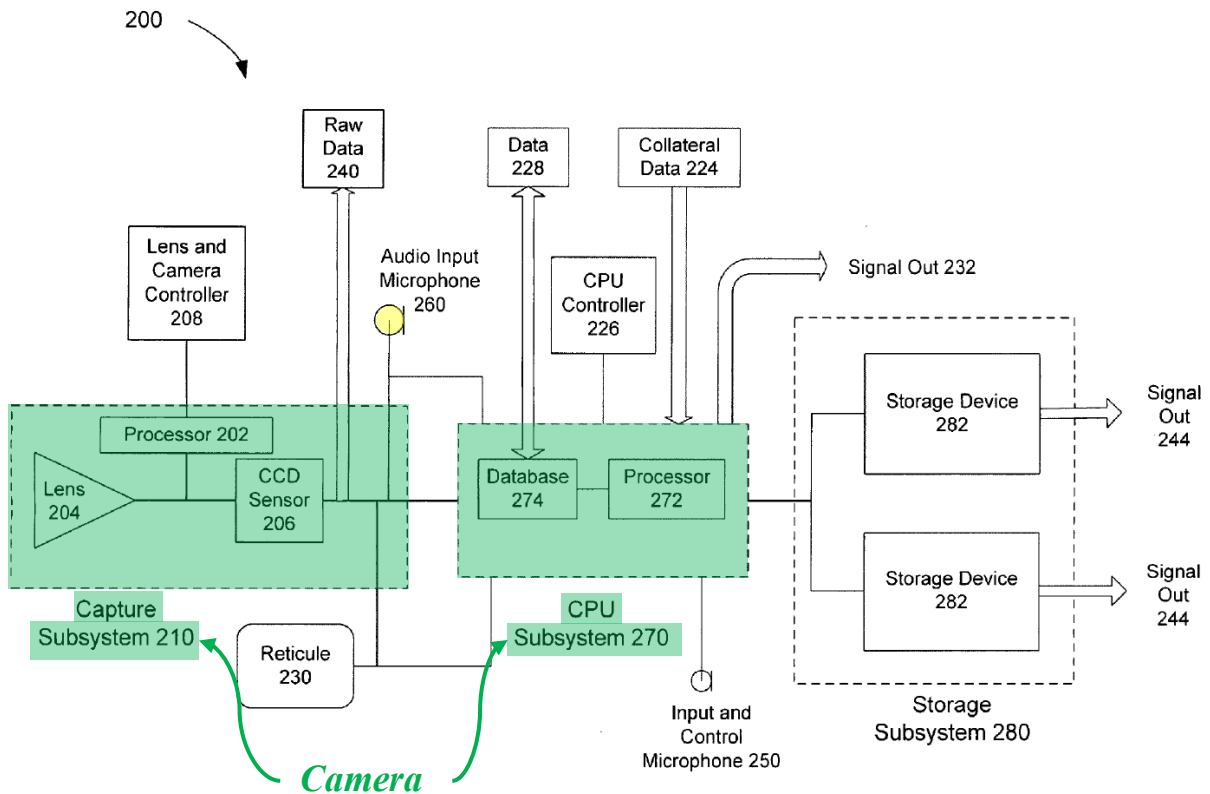 200
Raw
Data
240
Data
228
Collateral
Data 224
Lens and
Camera
Controller
208
Audio Input
Microphone
260
CPU
Controller
226
Signal Out 232
Processor 202
Lens
204
CCD
Sensor
206
Database
274
Processor
272
Storage Device
282
Signal
Out
244
Storage Device
282
Signal
Out
244
Capture
Subsystem 210
CPU
Subsystem 270
Reticule
230
Input and
Control
Microphone 250
Storage
Subsystem 280
Camera